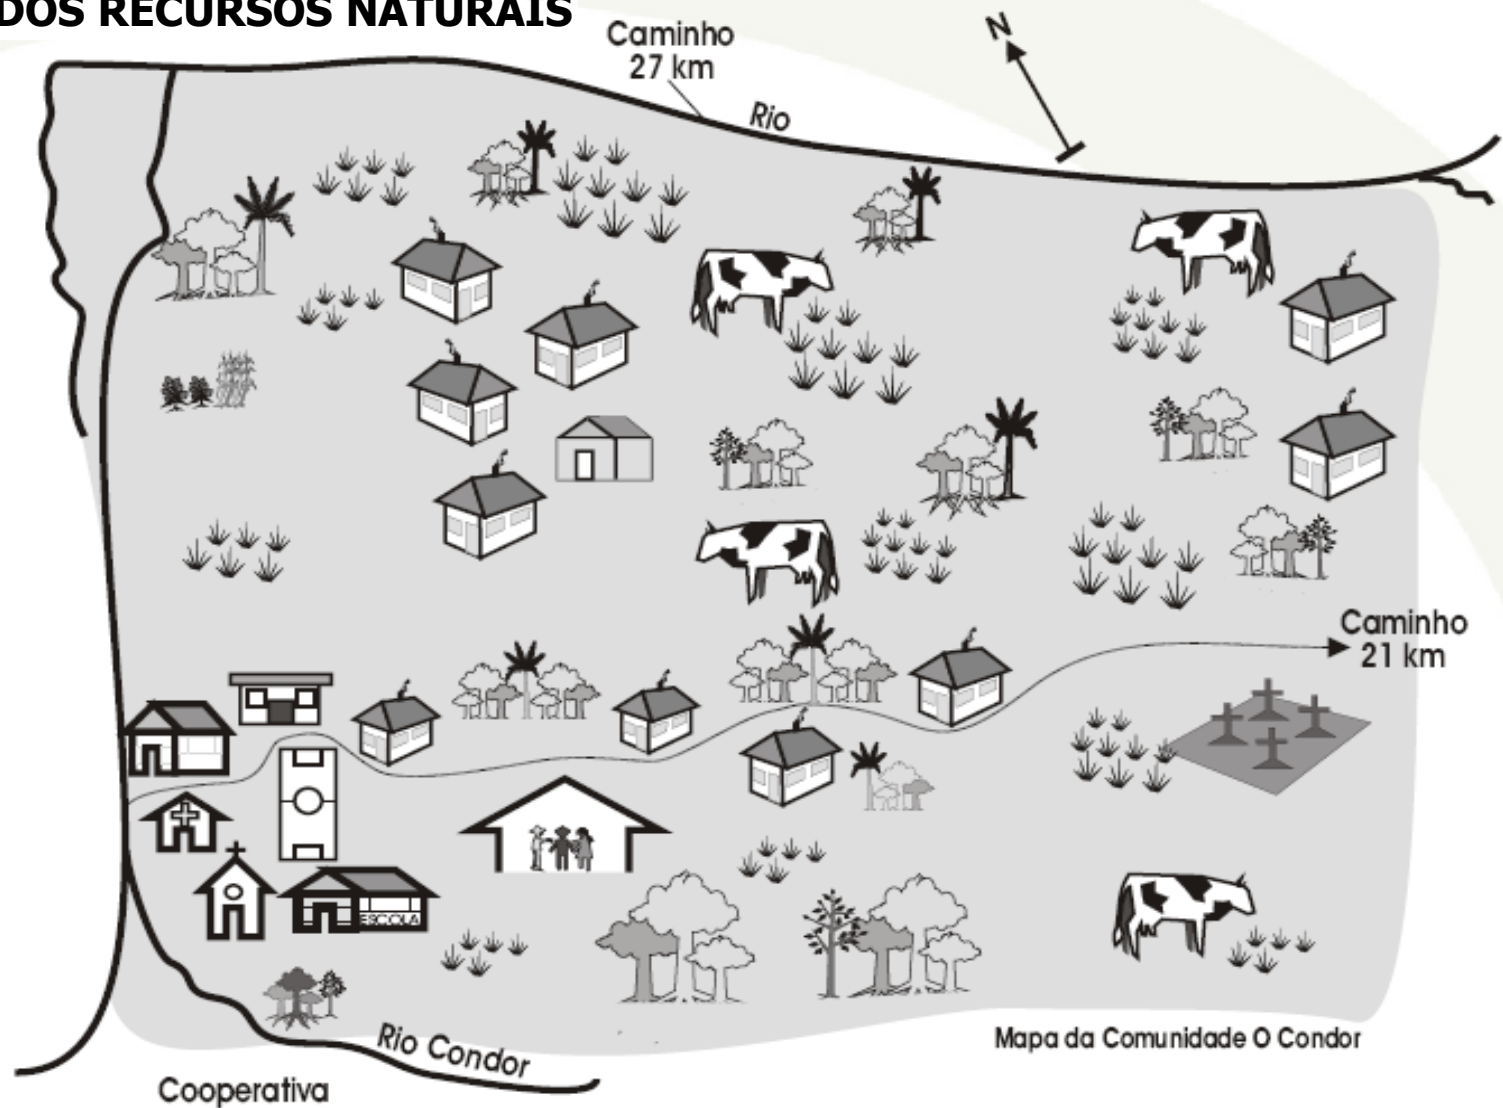 DOS RECURSOS NATURAIS
Caminho
27 km
N
Rio
Caminho
21 km
ESCOLA
Rio Condor
Mapa da Comunidade O Condor
Cooperativa